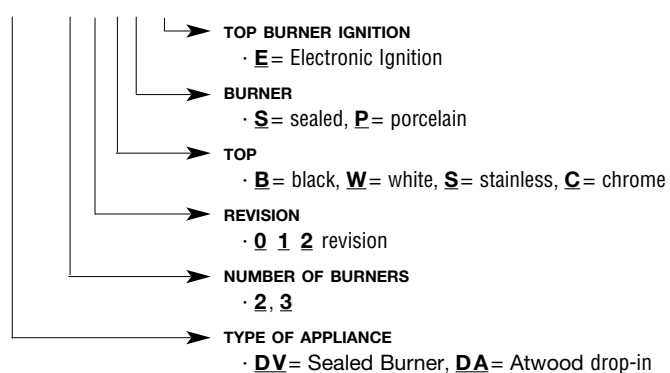 TOP BURNER IGNITION
· E= Electronic Ignition
BURNER
· S= sealed, P= porcelain
TOP
· B= black, W= white, S= stainless, C= chrome
REVISION
· 0 1 2 revision
NUMBER OF BURNERS
· 2, 3
TYPE OF APPLIANCE
· DV= Sealed Burner, DA= Atwood drop-in